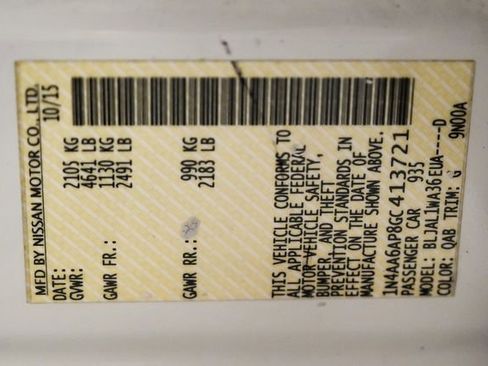 MFD BY NISSAN MOTOR CO., LTD.
DATE: 10/15
GVWR: 2105 KG
4641 LB
GAWR FR.: 1130 KG
2491 LB
GAWR RR.: 990 KG
2183 LB
THIS VEHICLE CONFORMS TO
ALL APPLICABLE FEDERAL
MOTOR VEHICLE SAFETY,
BUMPER, AND THEFT
PREVENTION STANDARDS IN
EFFECT ON THE DATE OF
MANUFACTURE SHOWN ABOVE.
1N4AA6AP8GC413721
PASSENGER CAR 935
MODEL: BLJALLWA36EUA----D
COLOR: QAB TRIM: G 9N00A